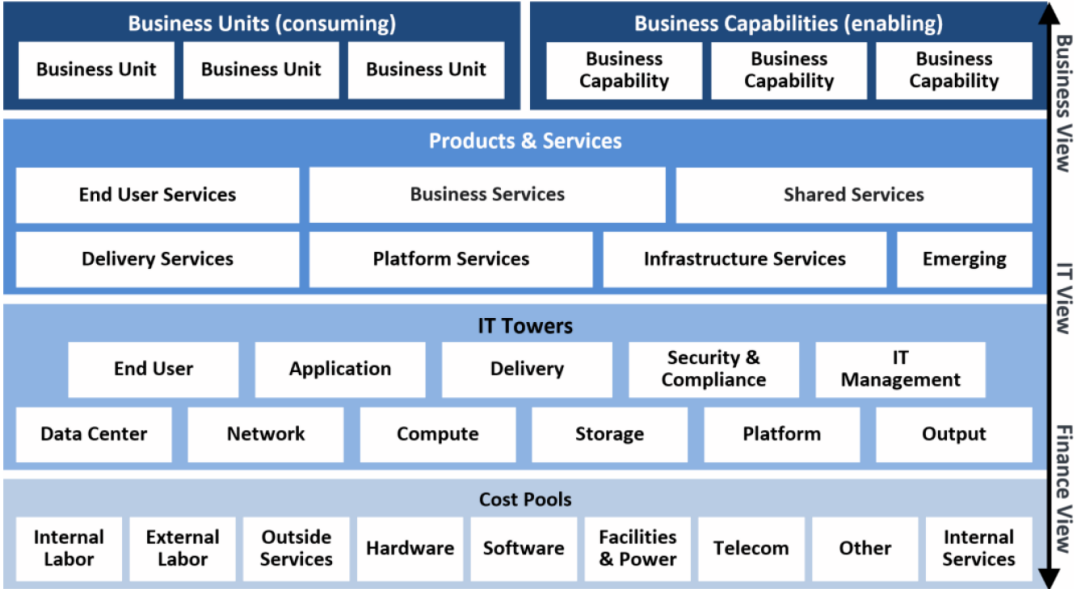 Business Units (consuming)
Business Unit
Business Unit
Business Unit
Business Capabilities (enabling)
Business
Capability
Business
Capability
Business
Capability
Products & Services
End User Services
Business Services
Shared Services
Delivery Services
Platform Services
Infrastructure Services
Emerging
IT Towers
End User
Application
Delivery
Security &
Compliance
IT
Management
Data Center
Network
Compute
Storage
Platform
Output
Cost Pools
Internal
Labor
External
Labor
Outside
Services
Hardware
Software
Facilities
& Power
Telecom
Other
Internal
Services
Business View
IT View
Finance View